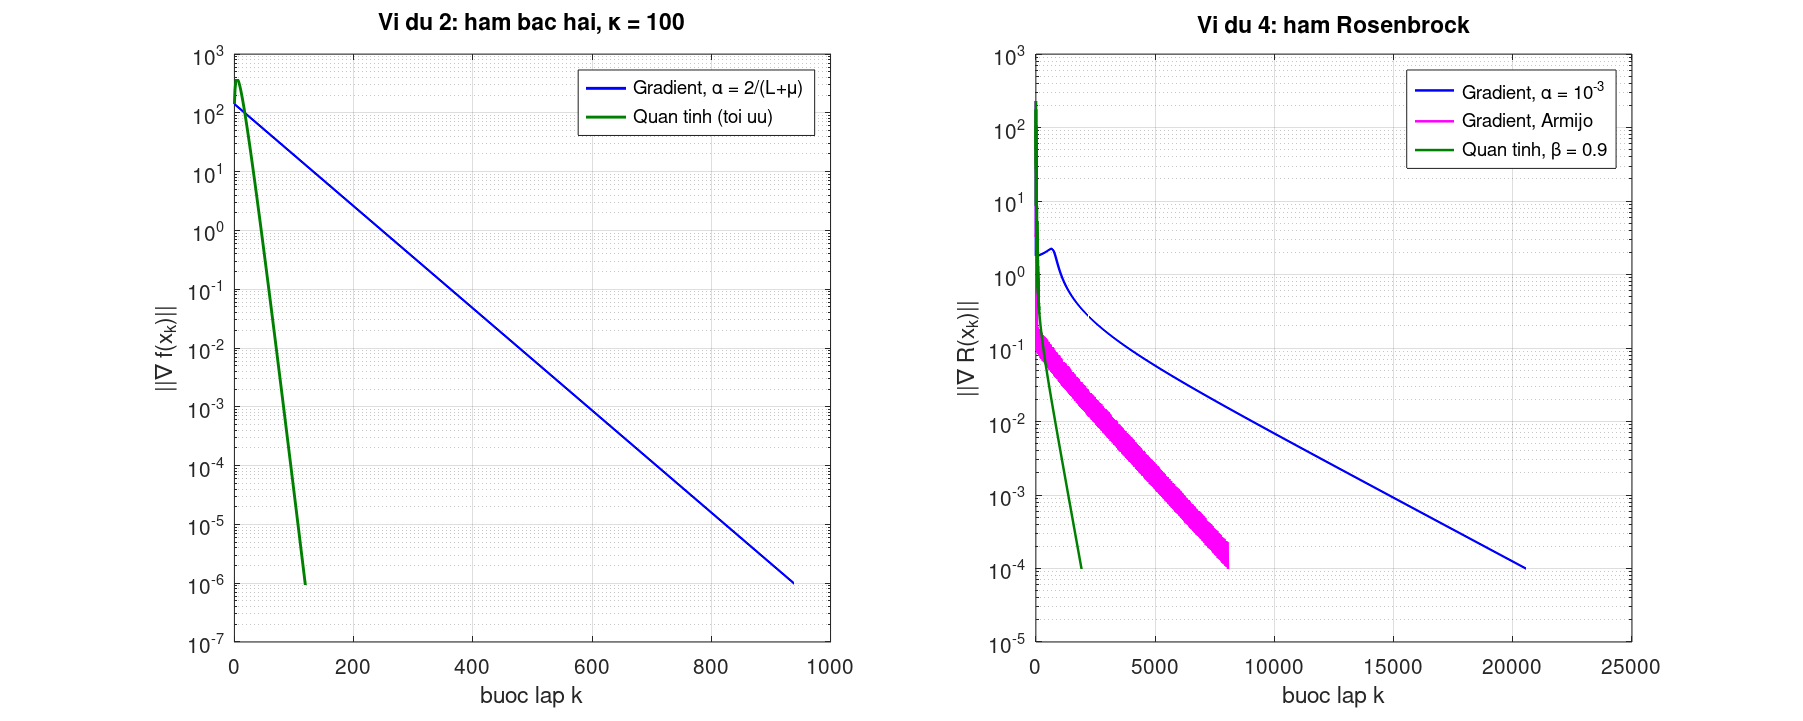 Vi du 2: ham bac hai, κ = 100
10^3
10^2
10^1
10^0
10^-1
10^-2
10^-3
10^-4
10^-5
10^-6
10^-7
||∇ f(x_k)||
Gradient, α = 2/(L+μ)
Quan tinh (toi uu)
0 200 400 600 800 1000
buoc lap k
Vi du 4: ham Rosenbrock
10^3
10^2
10^1
10^0
10^-1
10^-2
10^-3
10^-4
10^-5
||∇ R(x_k)||
Gradient, α = 10^-3
Gradient, Armijo
Quan tinh, β = 0.9
0 5000 10000 15000 20000 25000
buoc lap k